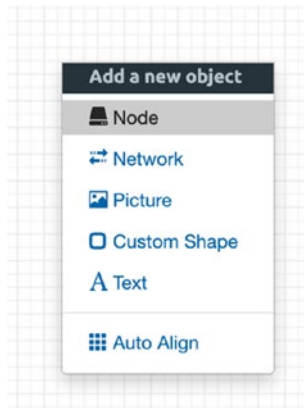 Add a new object
Node
Network
Picture
Custom Shape
Text
Auto Align